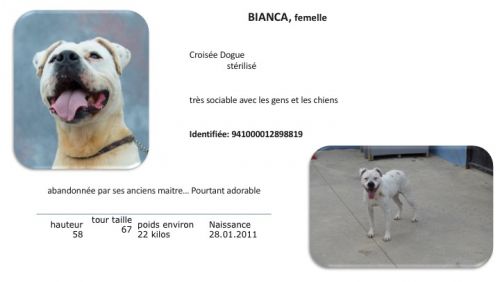 BIANCA, femelle
Croisée Dogue
stérilisé
très sociable avec les gens et les chiens
Identifiée: 941000012898819
abandonnée par ses anciens maitre... Pourtant adorable
hauteur tour taille poids environ Naissance
58 67 22 kilos 28.01.2011